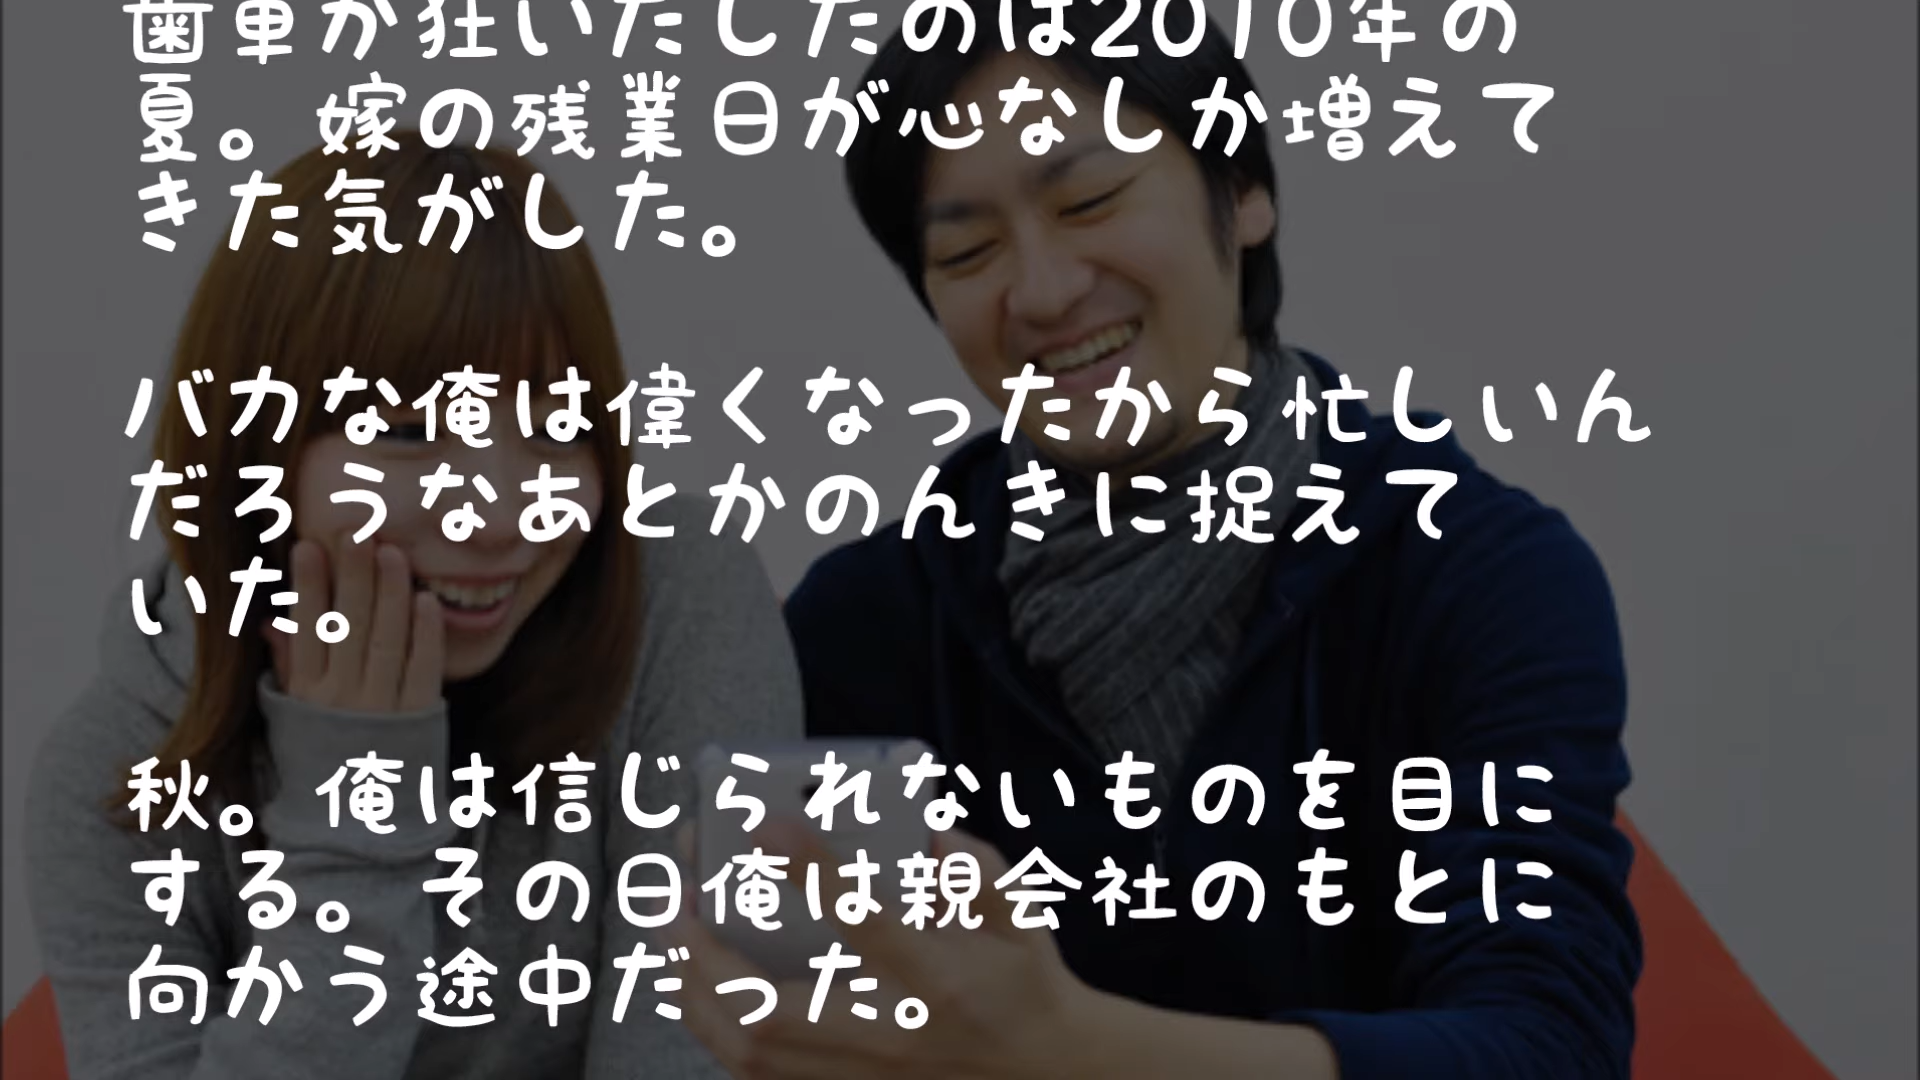 歯車が狂いだしたのは2010年の
夏。嫁の残業日が心なしか増えて
きた気がした。
バカな俺は偉くなったから忙しいん
だろうなあとかのんきに捉えて
いた。
秋。俺は信じられないものを目に
する。その日俺は親会社のもとに
向かう途中だった。